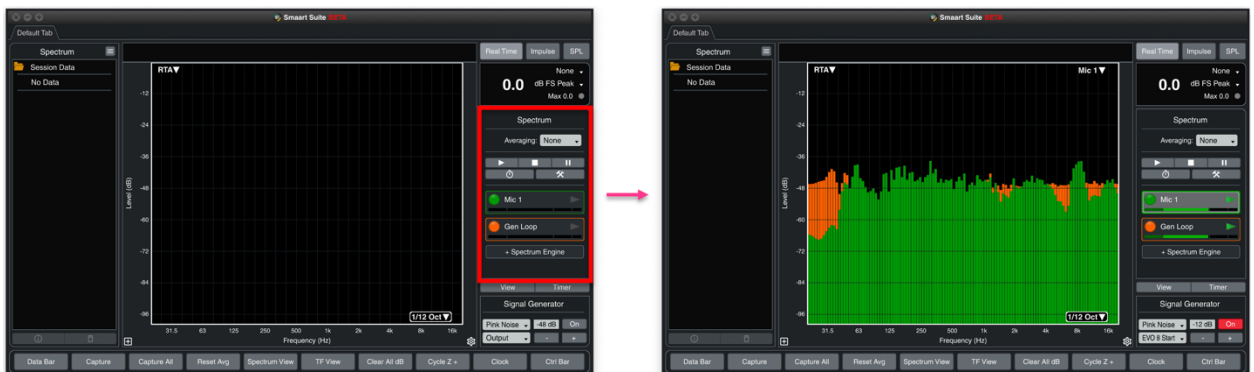 Smaart Suite BETA
Default Tab
Spectrum
Session Data
No Data
RTA▼
-12
-24
-36
-48
-60
-72
-84
-96
Level (dB)
31.5 63 125 250 500 1k 2k 4k 8k 16k
Frequency (Hz)
1/12 Oct▼
Real Time Impulse SPL
None
0.0 dB FS Peak
Max 0.0
Spectrum
Averaging: None
Mic 1
Gen Loop
+ Spectrum Engine
View Timer
Signal Generator
Pink Noise -48 dB On
Output - +
Data Bar Capture Capture All Reset Avg Spectrum View TF View Clear All dB Cycle Z + Clock Ctrl Bar
Smaart Suite BETA
Default Tab
Spectrum
Session Data
No Data
RTA▼ Mic 1▼
-12
-24
-36
-48
-60
-72
-84
-96
Level (dB)
31.5 63 125 250 500 1k 2k 4k 8k 16k
Frequency (Hz)
1/12 Oct▼
Real Time Impulse SPL
None
0.0 dB FS Peak
Max 0.0
Spectrum
Averaging: None
Mic 1
Gen Loop
+ Spectrum Engine
View Timer
Signal Generator
Pink Noise -12 dB On
EVO 8 Start - +
Data Bar Capture Capture All Reset Avg Spectrum View TF View Clear All dB Cycle Z + Clock Ctrl Bar